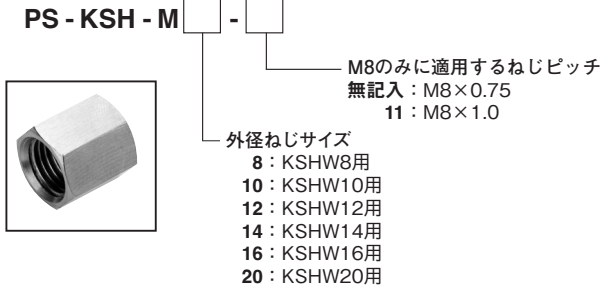 PS - KSH - M -
M8のみに適用するねじピッチ
無記入：M8×0.75
11：M8×1.0
外径ねじサイズ
8：KSHW8用
10：KSHW10用
12：KSHW12用
14：KSHW14用
16：KSHW16用
20：KSHW20用